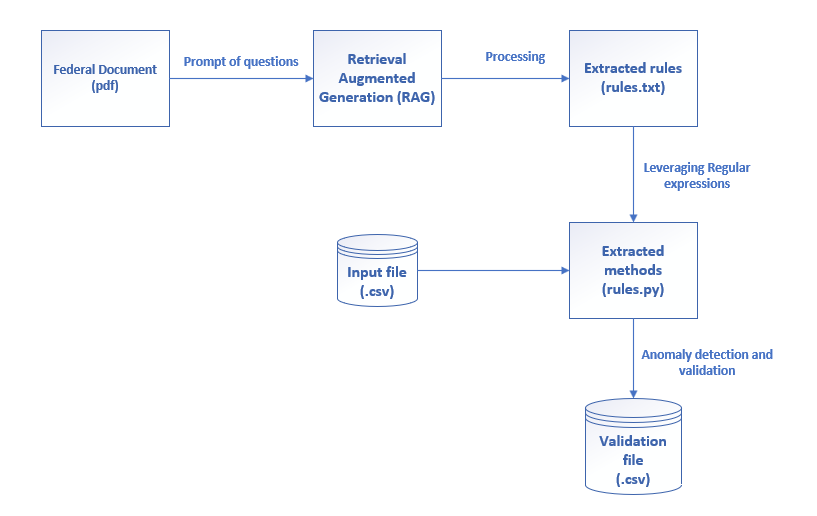 Federal Document
(pdf)
Prompt of questions
Retrieval
Augmented
Generation (RAG)
Processing
Extracted rules
(rules.txt)
Leveraging Regular
expressions
Input file
(.csv)
Extracted
methods
(rules.py)
Anomaly detection and
validation
Validation
file
(.csv)